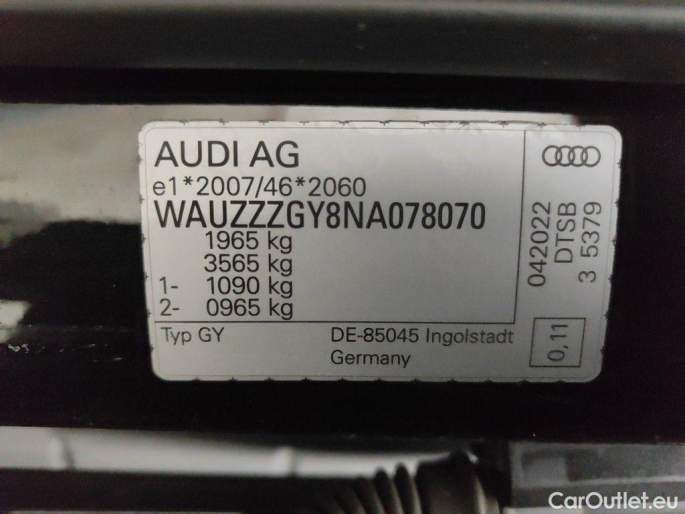 AUDI AG
e1*2007/46*2060
WAUZZZGY8NA078070
1965 kg
3565 kg
1- 1090 kg
2- 0965 kg
Typ GY
DE-85045 Ingolstadt
Germany
042022
DTSB
3 5379
0,11
CarOutlet.eu